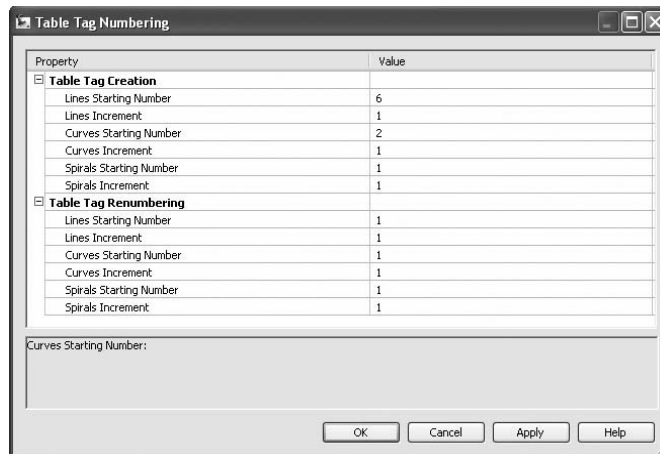 Table Tag Numbering
Property Value
Table Tag Creation
Lines Starting Number 6
Lines Increment 1
Curves Starting Number 2
Curves Increment 1
Spirals Starting Number 1
Spirals Increment 1
Table Tag Renumbering
Lines Starting Number 1
Lines Increment 1
Curves Starting Number 1
Curves Increment 1
Spirals Starting Number 1
Spirals Increment 1
Curves Starting Number:
OK Cancel Apply Help